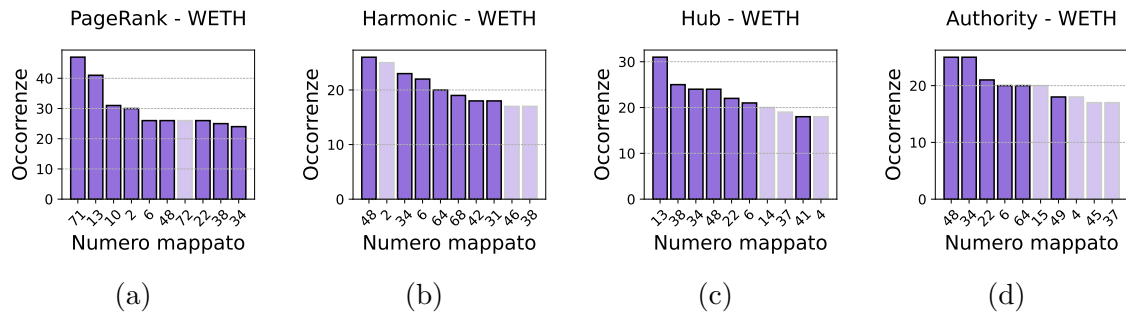 PageRank - WETH
Occorrenze
40
30
20
10
0
71 13 10 2 6 48 72 22 38 34
Numero mappato
(a)
Harmonic - WETH
Occorrenze
20
10
0
48 2 34 6 64 68 42 31 46 38
Numero mappato
(b)
Hub - WETH
Occorrenze
30
20
10
0
13 38 34 48 22 6 14 37 41 4
Numero mappato
(c)
Authority - WETH
Occorrenze
20
10
0
48 34 22 6 64 15 49 4 45 37
Numero mappato
(d)